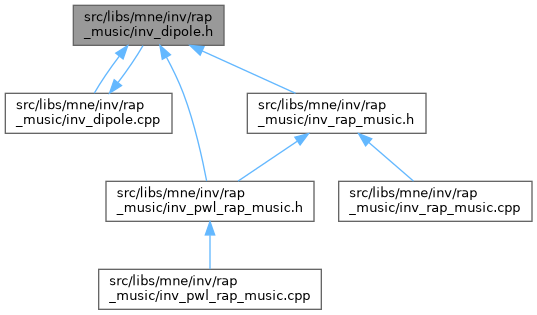 src/libs/mne/inv/rap
_music/inv_dipole.h
src/libs/mne/inv/rap
_music/inv_dipole.cpp
src/libs/mne/inv/rap
_music/inv_rap_music.h
src/libs/mne/inv/rap
_music/inv_pwl_rap_music.h
src/libs/mne/inv/rap
_music/inv_rap_music.cpp
src/libs/mne/inv/rap
_music/inv_pwl_rap_music.cpp